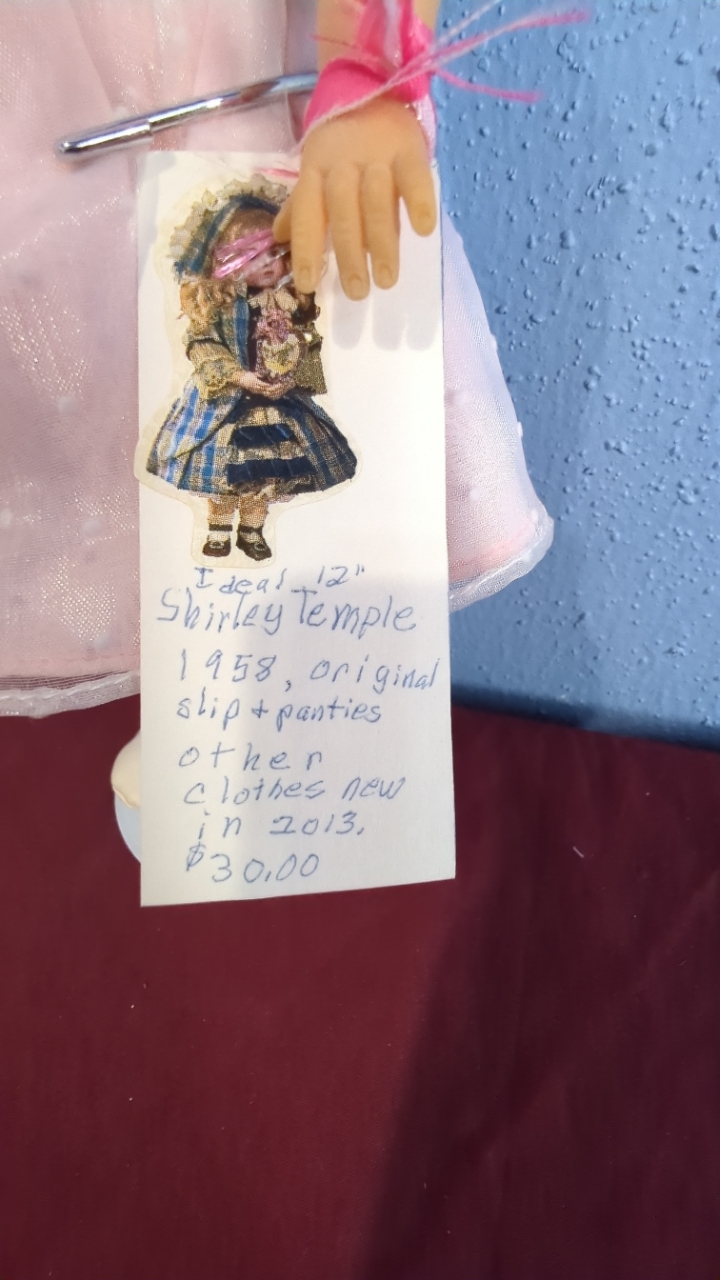 Ideal 12"
Shirley Temple
1958, original
slip + panties
other
clothes new
in 2013.
$30.00